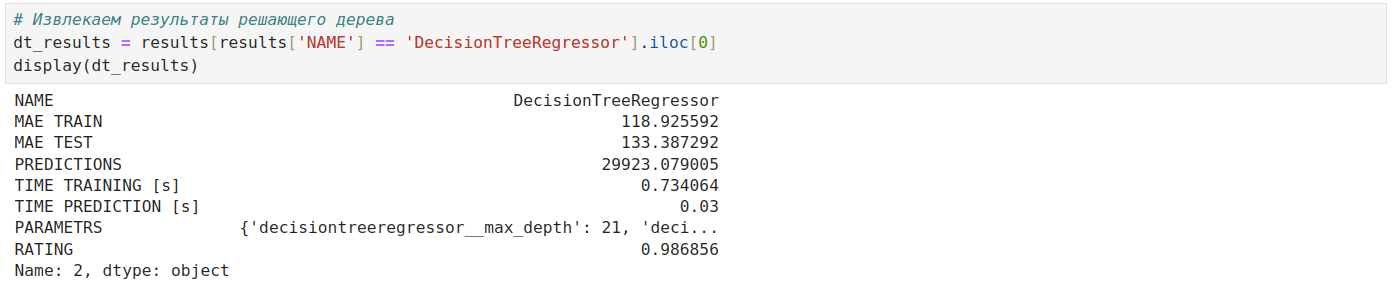 # Извлекаем результаты решающего дерева
dt_results = results[results['NAME'] == 'DecisionTreeRegressor'].iloc[0]
display(dt_results)
NAME DecisionTreeRegressor
MAE TRAIN 118.925592
MAE TEST 133.387292
PREDICTIONS 29923.079005
TIME TRAINING [s] 0.734064
TIME PREDICTION [s] 0.03
PARAMETRS {'decisiontreeregressor__max_depth': 21, 'deci...
RATING 0.986856
Name: 2, dtype: object